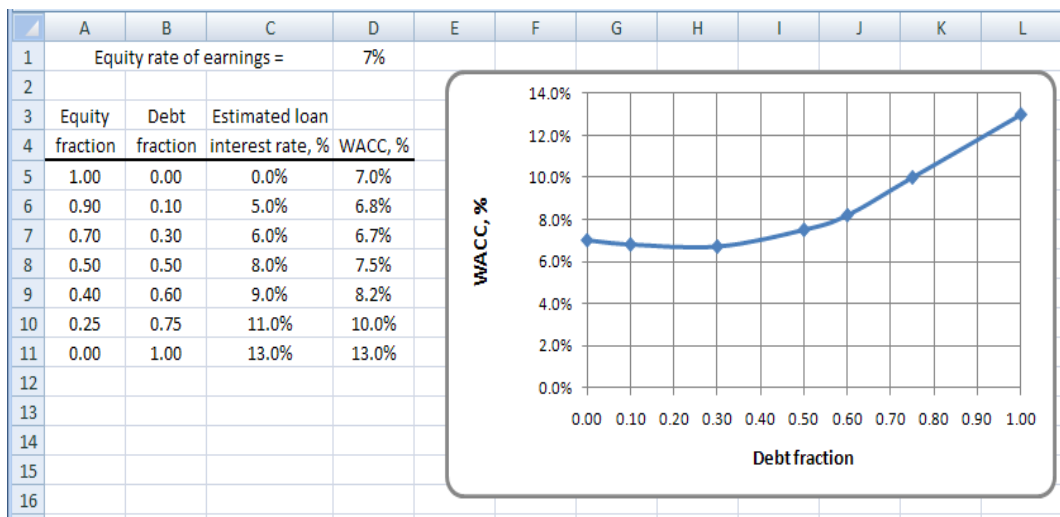 A B C D E F G H I J K L
1 Equity rate of earnings = 7%
2
3 Equity Debt Estimated loan
4 fraction fraction interest rate, % WACC, %
5 1.00 0.00 0.0% 7.0%
6 0.90 0.10 5.0% 6.8%
7 0.70 0.30 6.0% 6.7%
8 0.50 0.50 8.0% 7.5%
9 0.40 0.60 9.0% 8.2%
10 0.25 0.75 11.0% 10.0%
11 0.00 1.00 13.0% 13.0%
12
13
14
15
16
14.0%
12.0%
10.0%
8.0%
6.0%
4.0%
2.0%
0.0%
WACC, %
0.00 0.10 0.20 0.30 0.40 0.50 0.60 0.70 0.80 0.90 1.00
Debt fraction